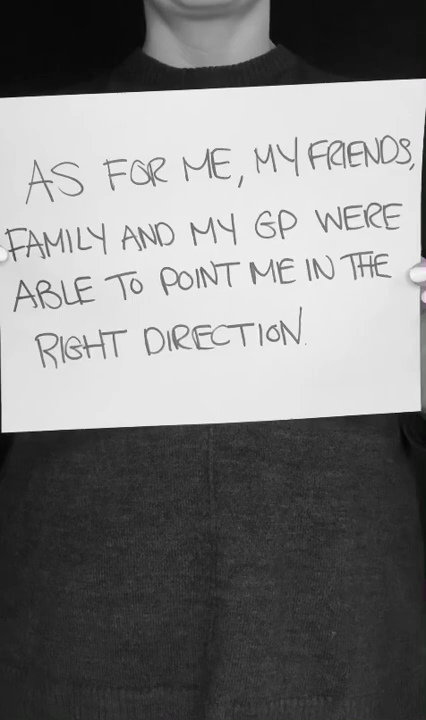 AS FOR ME, MY FRIENDS,
FAMILY AND MY GP WERE
ABLE TO POINT ME IN THE
RIGHT DIRECTION.